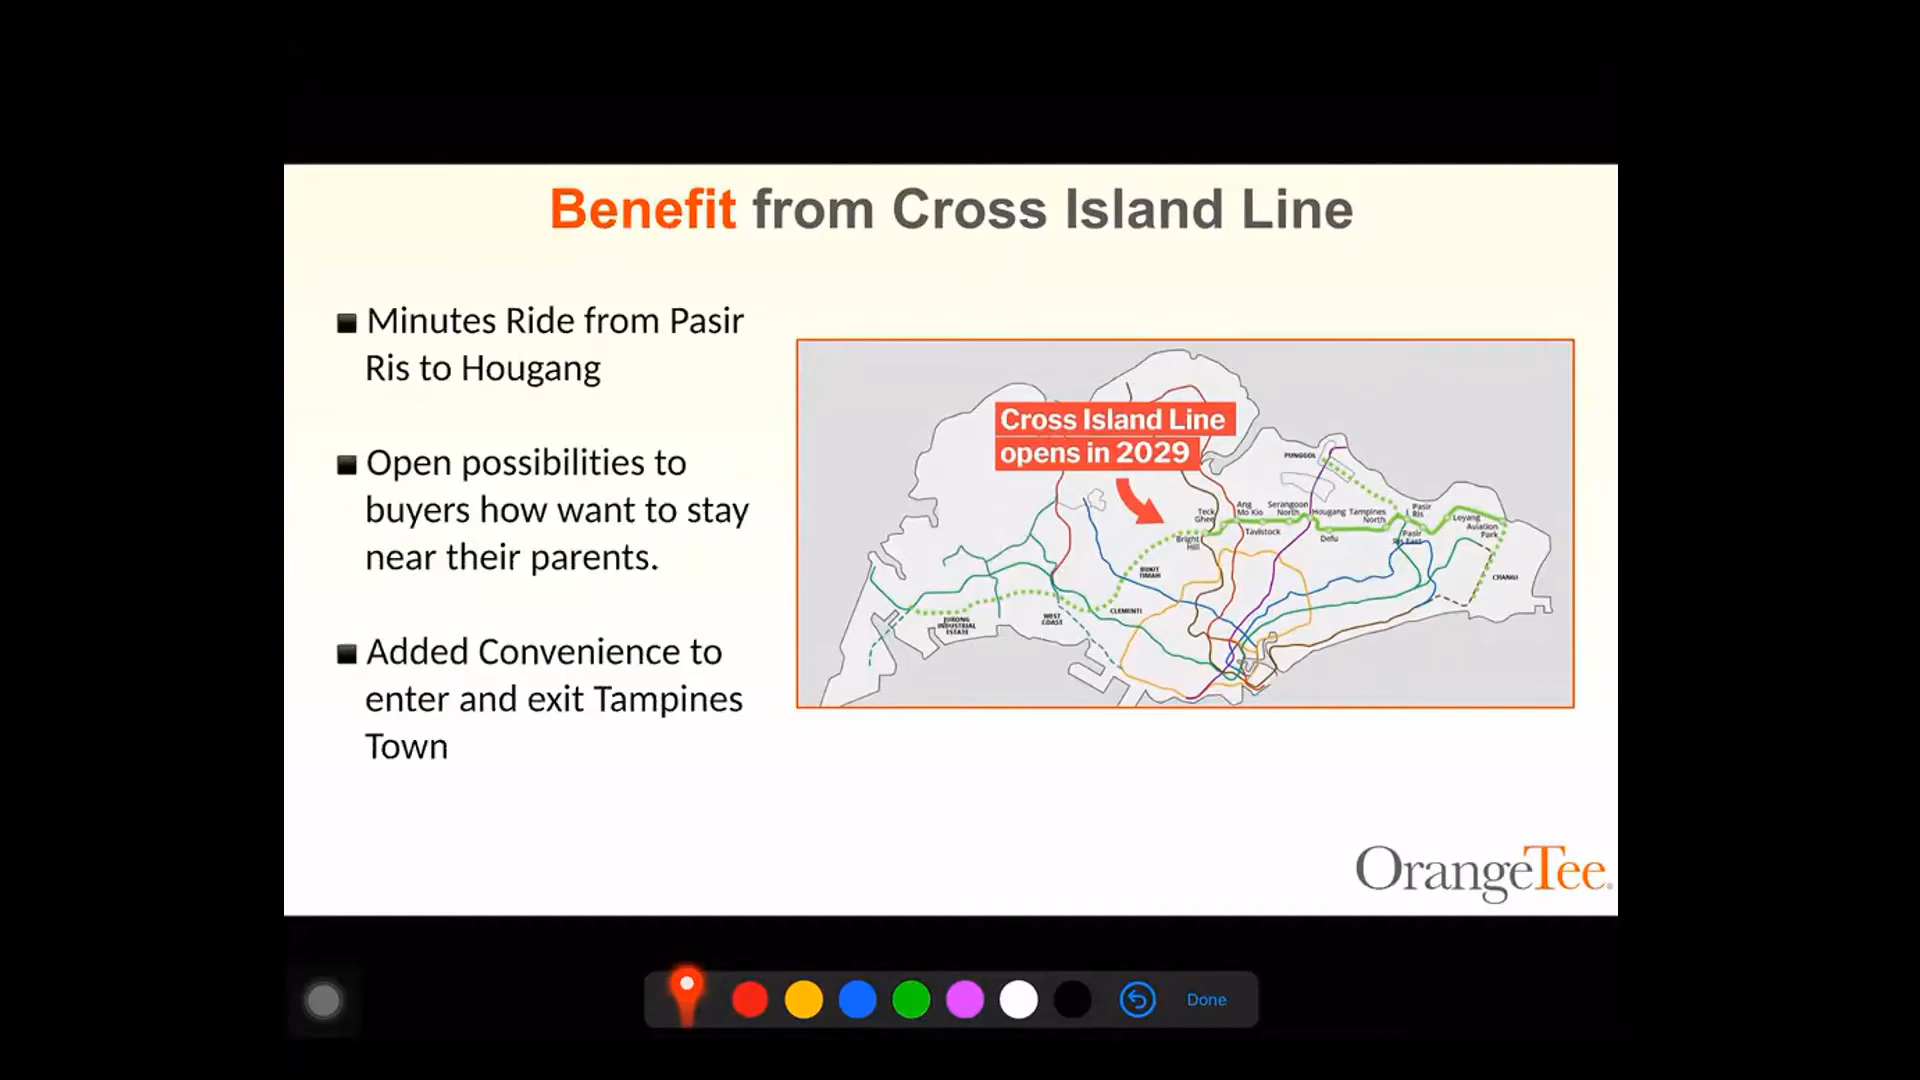 Benefit from Cross Island Line
Minutes Ride from Pasir
Ris to Hougang
Open possibilities to
buyers how want to stay
near their parents.
Added Convenience to
enter and exit Tampines
Town
Cross Island Line
opens in 2029
PUNGGOL
Teck
Ghee
Ang
Mo Kio
Serangoon
North
Hougang
Tampines
North
Pasir
Ris
Loyang
Aviation
Park
Bright
Hill
Tavistock
Defu
Pasir
Ris East
BUKIT
TIMAH
CHANGI
JURONG
INDUSTRIAL
ESTATE
WEST
COAST
CLEMENTI
OrangeTee
Done